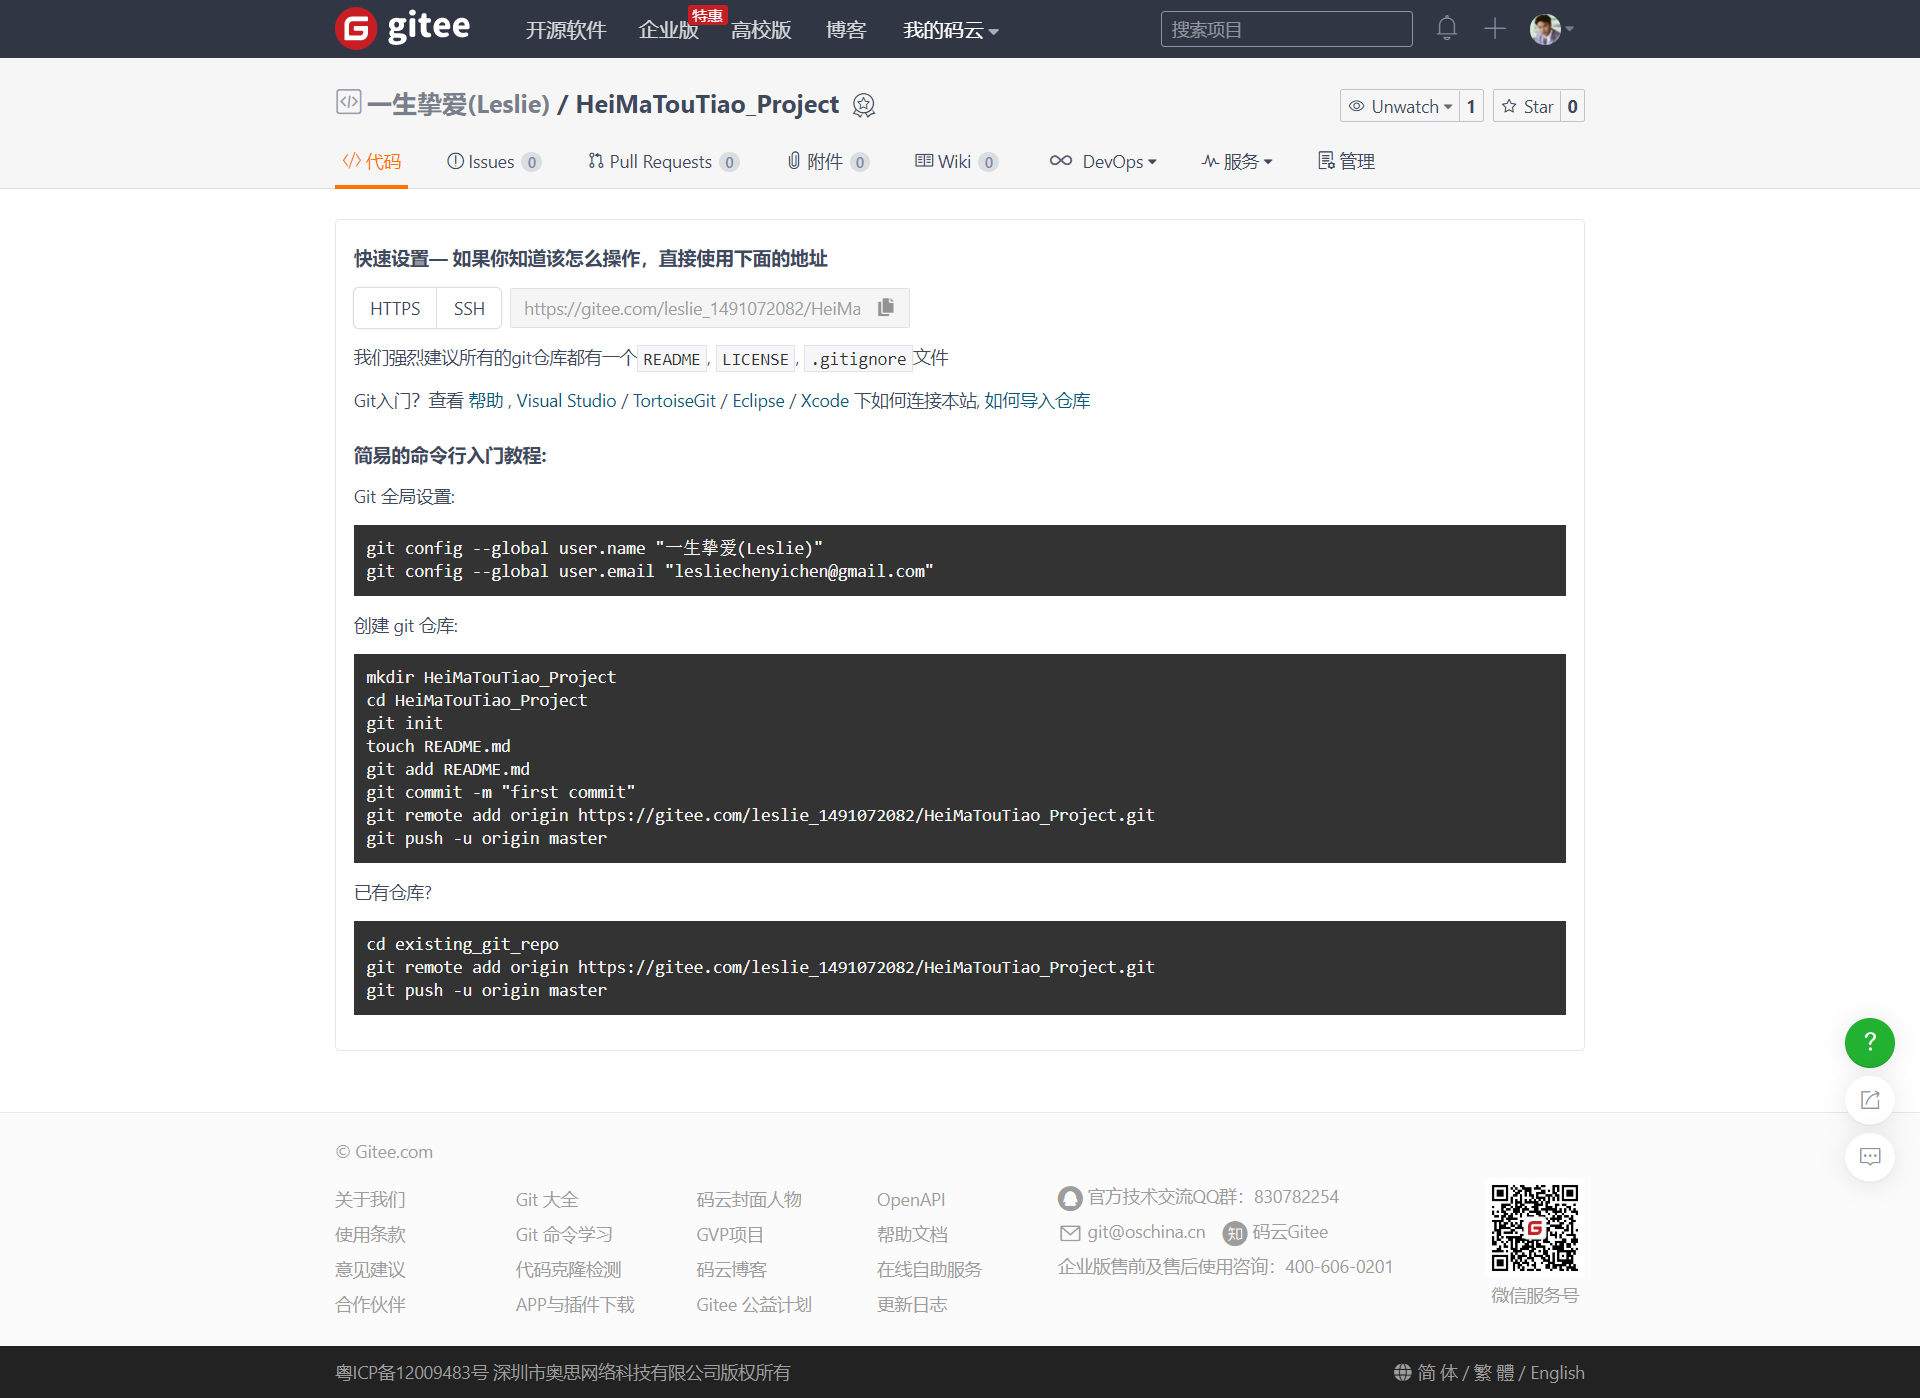 gitee
开源软件
企业版
特惠
高校版
博客
我的码云
搜索项目
一生挚爱(Leslie) / HeiMaTouTiao_Project
Unwatch 1
Star 0
代码
Issues 0
Pull Requests 0
附件 0
Wiki 0
DevOps
服务
管理
快速设置— 如果你知道该怎么操作，直接使用下面的地址
HTTPS SSH https://gitee.com/leslie_1491072082/HeiMa
我们强烈建议所有的git仓库都有一个 README, LICENSE, .gitignore 文件
Git入门？查看 帮助 , Visual Studio / TortoiseGit / Eclipse / Xcode 下如何连接本站, 如何导入仓库
简易的命令行入门教程:
Git 全局设置:
git config --global user.name "一生挚爱(Leslie)"
git config --global user.email "lesliechenyichen@gmail.com"
创建 git 仓库:
mkdir HeiMaTouTiao_Project
cd HeiMaTouTiao_Project
git init
touch README.md
git add README.md
git commit -m "first commit"
git remote add origin https://gitee.com/leslie_1491072082/HeiMaTouTiao_Project.git
git push -u origin master
已有仓库?
cd existing_git_repo
git remote add origin https://gitee.com/leslie_1491072082/HeiMaTouTiao_Project.git
git push -u origin master
?
© Gitee.com
关于我们
使用条款
意见建议
合作伙伴
Git 大全
Git 命令学习
代码克隆检测
APP与插件下载
码云封面人物
GVP项目
码云博客
Gitee 公益计划
OpenAPI
帮助文档
在线自助服务
更新日志
官方技术交流QQ群：830782254
git@oschina.cn 知 码云Gitee
企业版售前及售后使用咨询：400-606-0201
微信服务号
粤ICP备12009483号 深圳市奥思网络科技有限公司版权所有
简 体 / 繁 體 / English